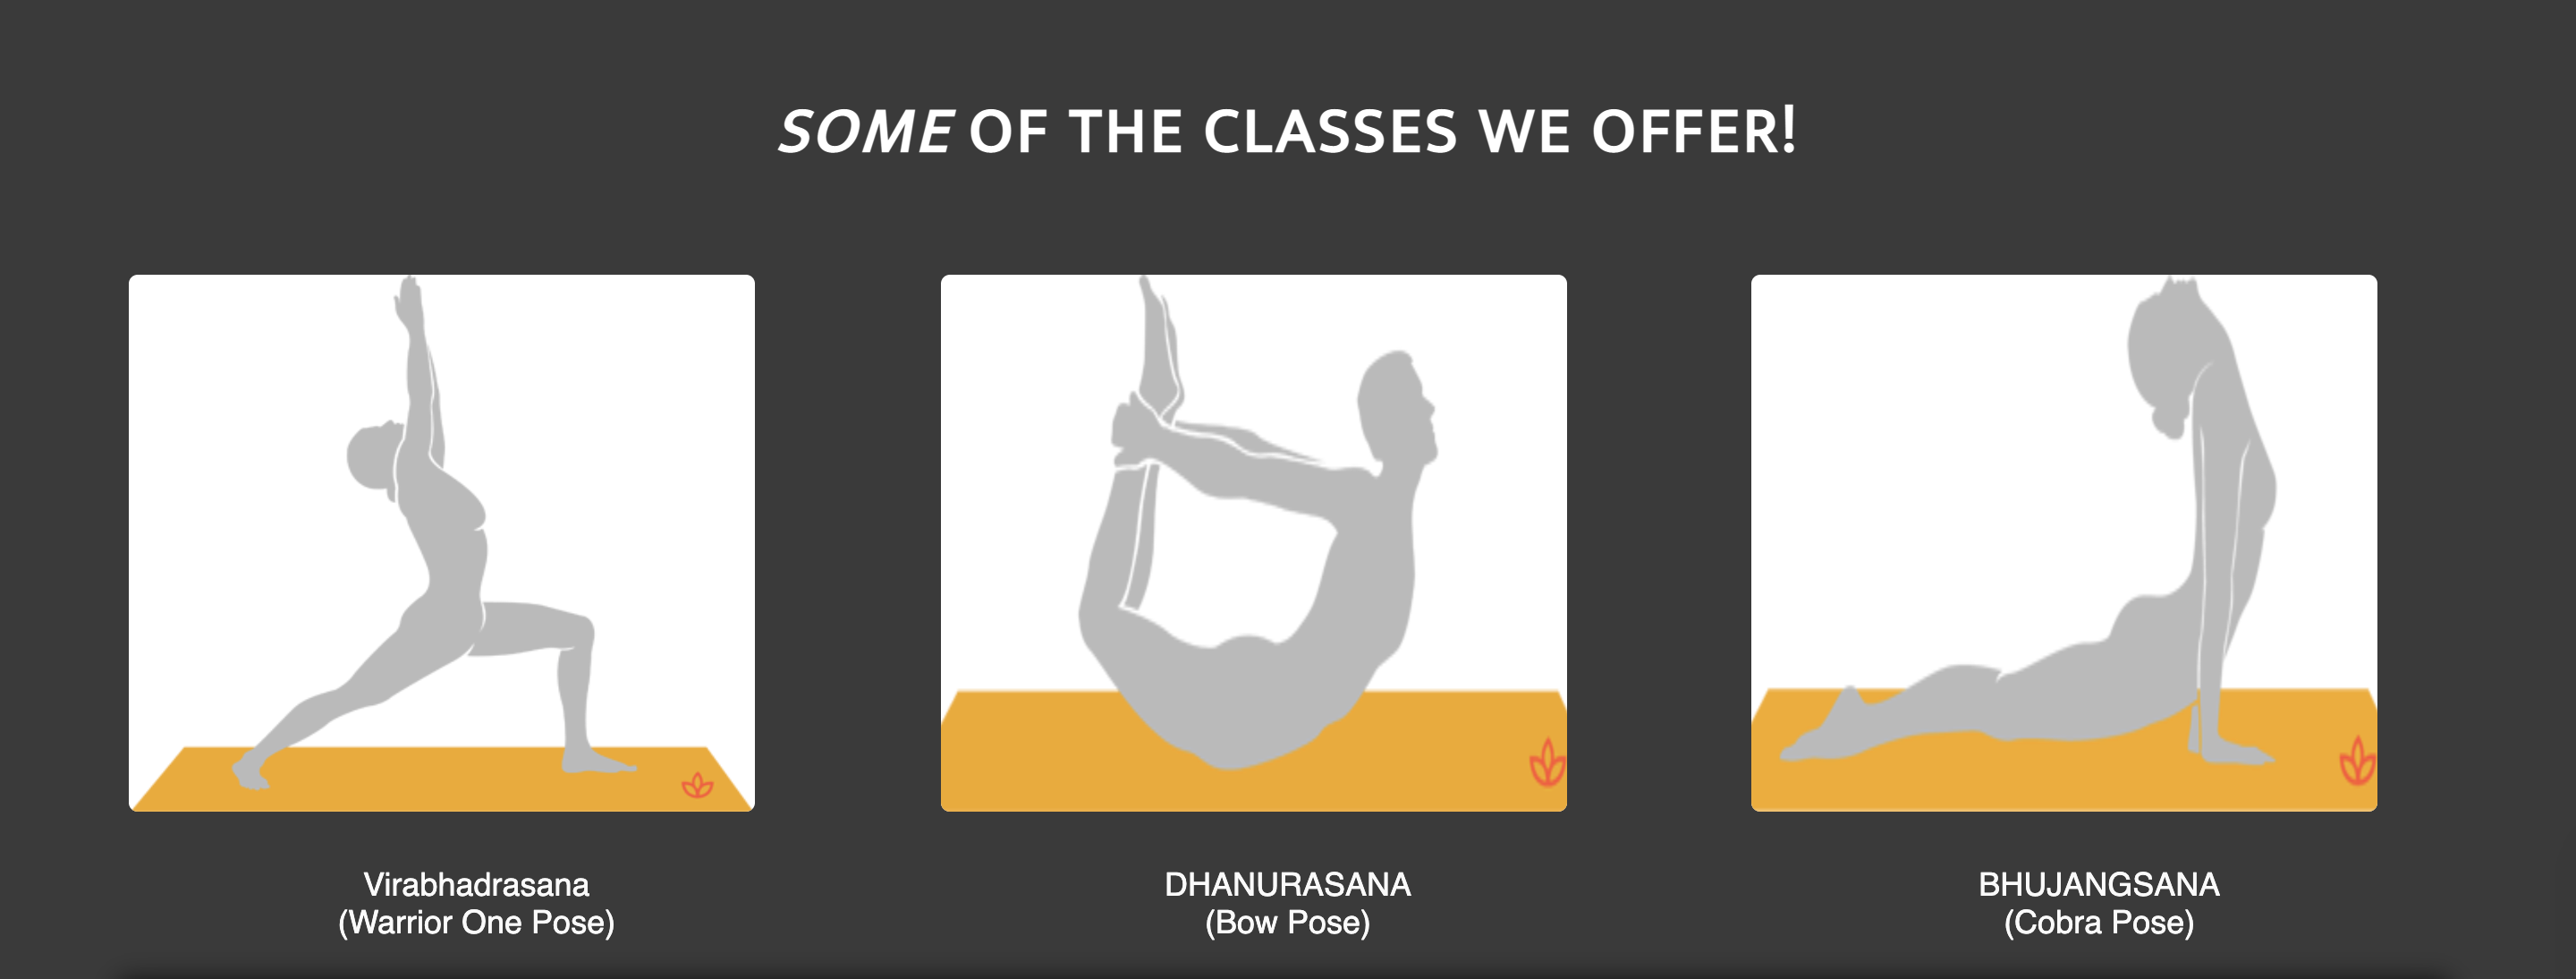 SOME OF THE CLASSES WE OFFER!
Virabhadrasana
(Warrior One Pose)
DHANURASANA
(Bow Pose)
BHUJANGSANA
(Cobra Pose)